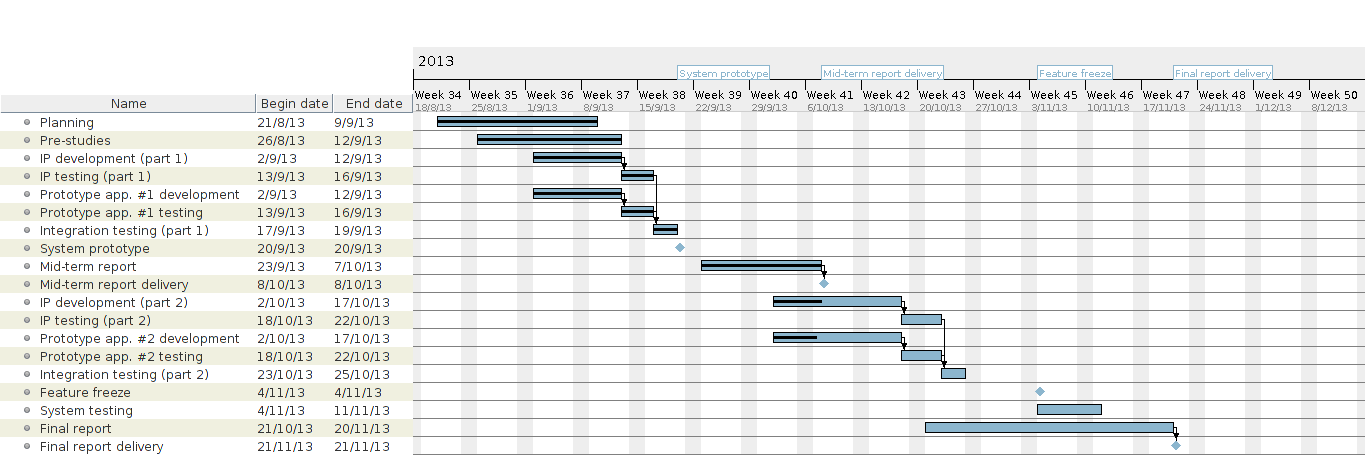 2013
System prototype Mid-term report delivery Feature freeze Final report delivery
Name Begin date End date Week 34 Week 35 Week 36 Week 37 Week 38 Week 39 Week 40 Week 41 Week 42 Week 43 Week 44 Week 45 Week 46 Week 47 Week 48 Week 49 Week 50
18/8/13 25/8/13 1/9/13 8/9/13 15/9/13 22/9/13 29/9/13 6/10/13 13/10/13 20/10/13 27/10/13 3/11/13 10/11/13 17/11/13 24/11/13 1/12/13 8/12/13
Planning 21/8/13 9/9/13
Pre-studies 26/8/13 12/9/13
IP development (part 1) 2/9/13 12/9/13
IP testing (part 1) 13/9/13 16/9/13
Prototype app. #1 development 2/9/13 12/9/13
Prototype app. #1 testing 13/9/13 16/9/13
Integration testing (part 1) 17/9/13 19/9/13
System prototype 20/9/13 20/9/13
Mid-term report 23/9/13 7/10/13
Mid-term report delivery 8/10/13 8/10/13
IP development (part 2) 2/10/13 17/10/13
IP testing (part 2) 18/10/13 22/10/13
Prototype app. #2 development 2/10/13 17/10/13
Prototype app. #2 testing 18/10/13 22/10/13
Integration testing (part 2) 23/10/13 25/10/13
Feature freeze 4/11/13 4/11/13
System testing 4/11/13 11/11/13
Final report 21/10/13 20/11/13
Final report delivery 21/11/13 21/11/13